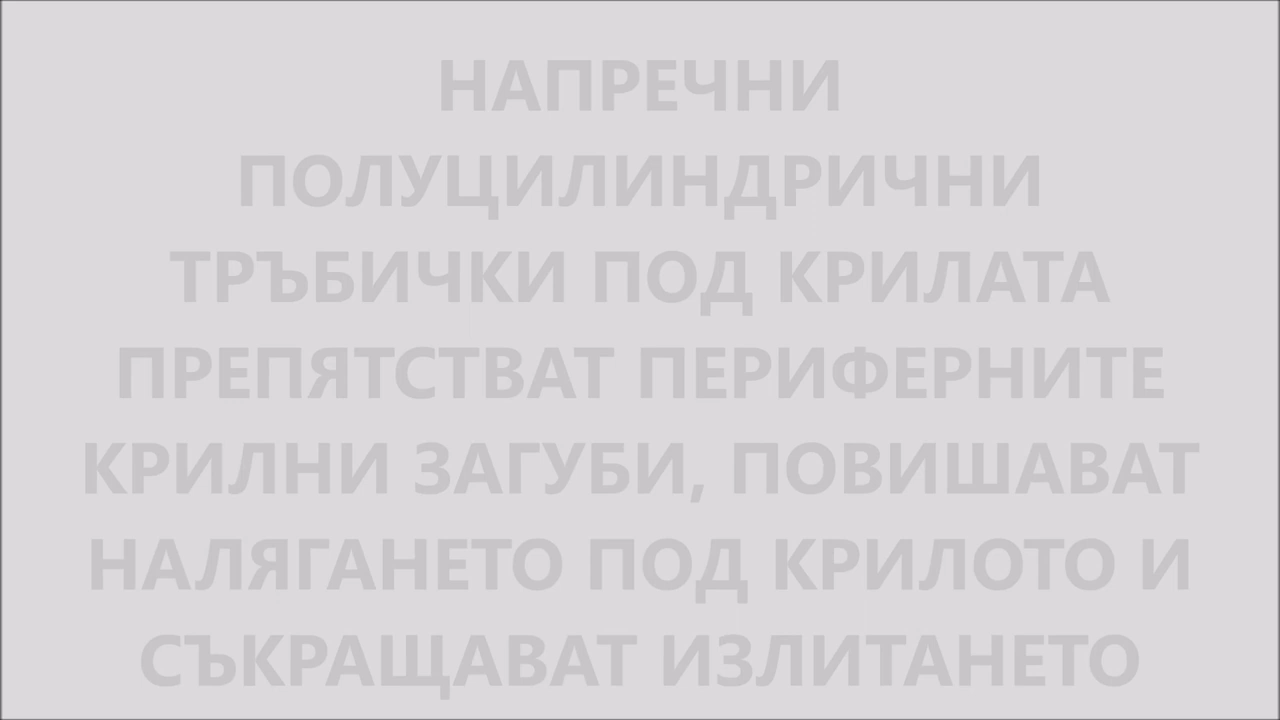 НАПРЕЧНИ
ПОЛУЦИЛИНДРИЧНИ
ТРЪБИЧКИ ПОД КРИЛАТА
ПРЕПЯТСТВАТ ПЕРИФЕРНИТЕ
КРИЛНИ ЗАГУБИ, ПОВИШАВАТ
НАЛЯГАНЕТО ПОД КРИЛОТО И
СЪКРАЩАВАТ ИЗЛИТАНЕТО